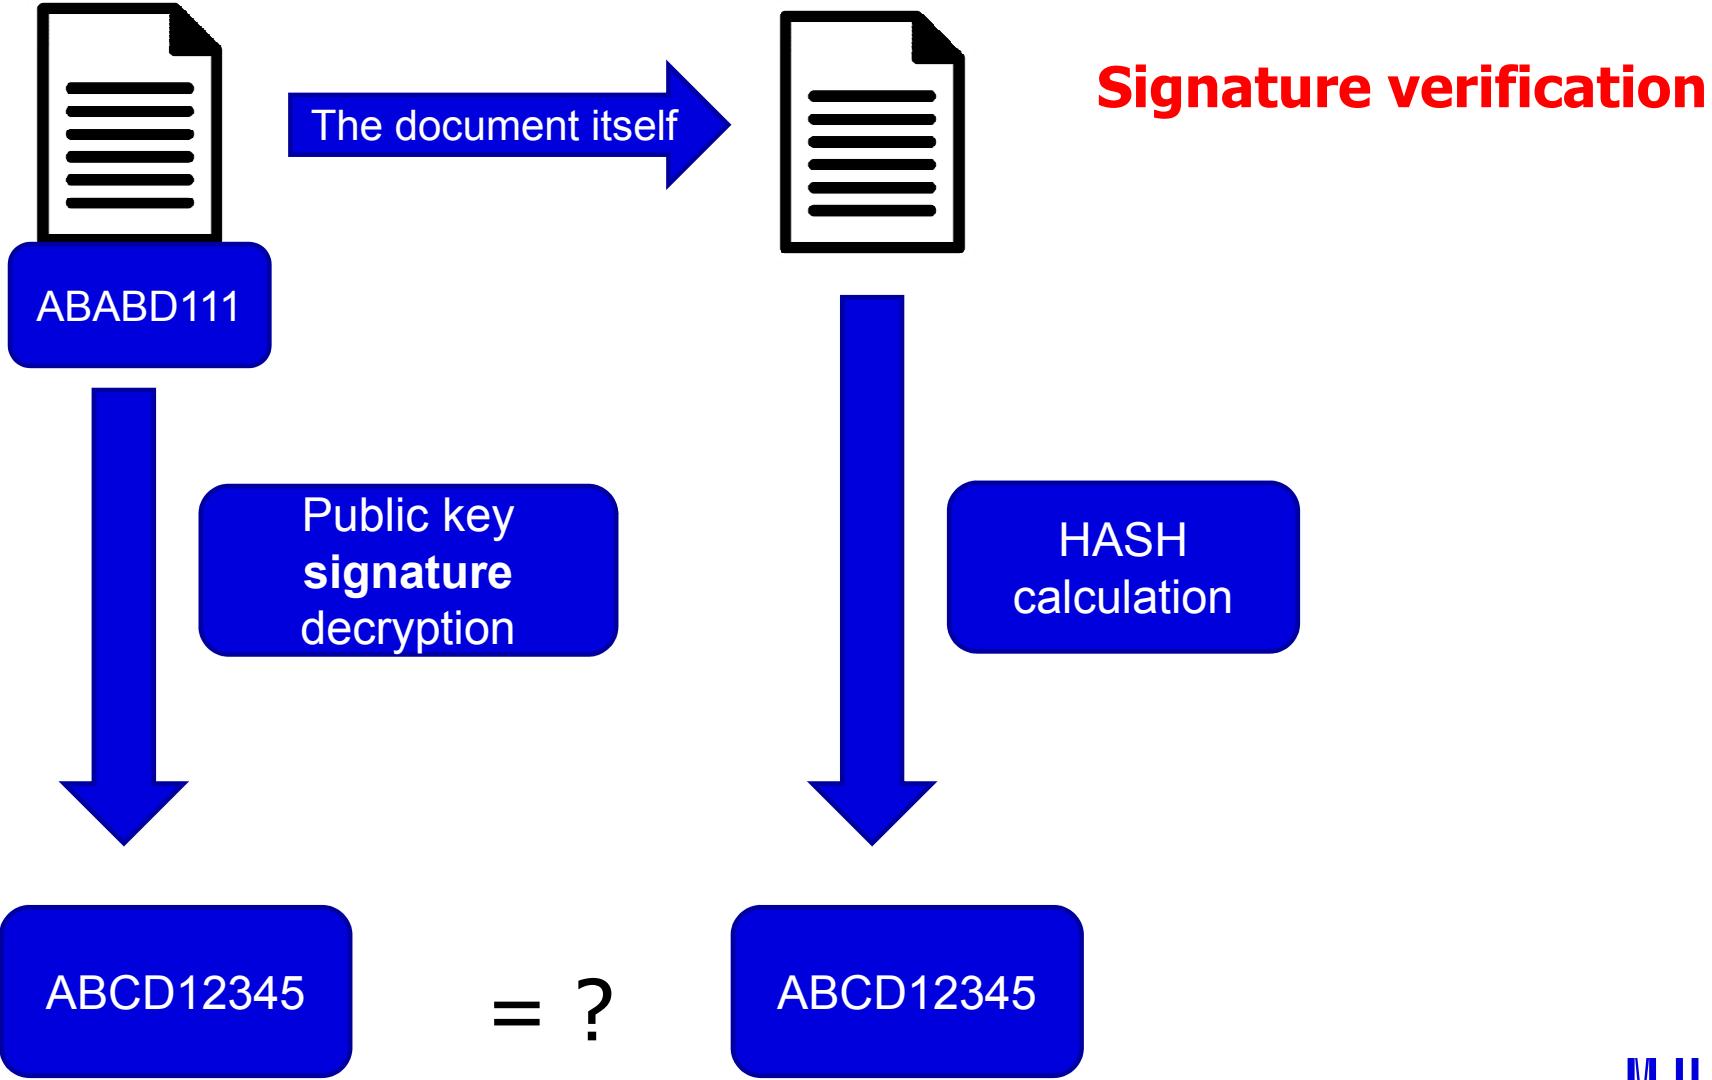 Signature verification
The document itself
ABABD111
Public key
signature
decryption
HASH
calculation
ABCD12345
= ?
ABCD12345